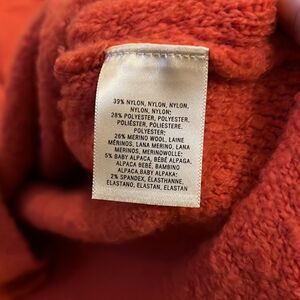 39% NYLON, NYLON, NYLON,
NYLON, NYLON;
28% POLYESTER, POLYESTER,
POLIÉSTER, POLIESTERE,
POLYESTER;
26% MERINO WOOL, LAINE
MÉRINOS, LANA MERINO, LANA
MERINOS, MERINOWOLLE;
5% BABY ALPACA, BÉBÉ ALPAGA,
ALPACA BEBÉ, BAMBINO
ALPACA, BABY ALPAKA;
2% SPANDEX, ÉLASTHANNE,
ELASTANO, ELASTAN, ELASTAN